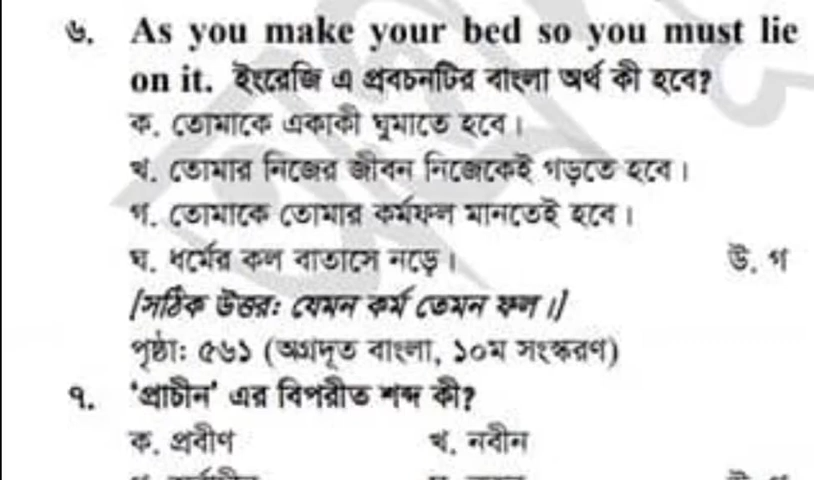 ৬. As you make your bed so you must lie
on it. ইংরেজি এ প্রবচনটির বাংলা অর্থ কী হবে?
ক. তোমাকে একাকী ঘুমাতে হবে।
খ. তোমার নিজের জীবন নিজেকেই গড়তে হবে।
গ. তোমাকে তোমার কর্মফল মানতেই হবে।
ঘ. ধর্মের কল বাতাসে নড়ে। উ. গ
[সঠিক উত্তর: যেমন কর্ম তেমন ফল।]
পৃষ্ঠা: ৫৬১ (অগ্রদূত বাংলা, ১০ম সংস্করণ)
৭. 'প্রাচীন' এর বিপরীত শব্দ কী?
ক. প্রবীণ খ. নবীন